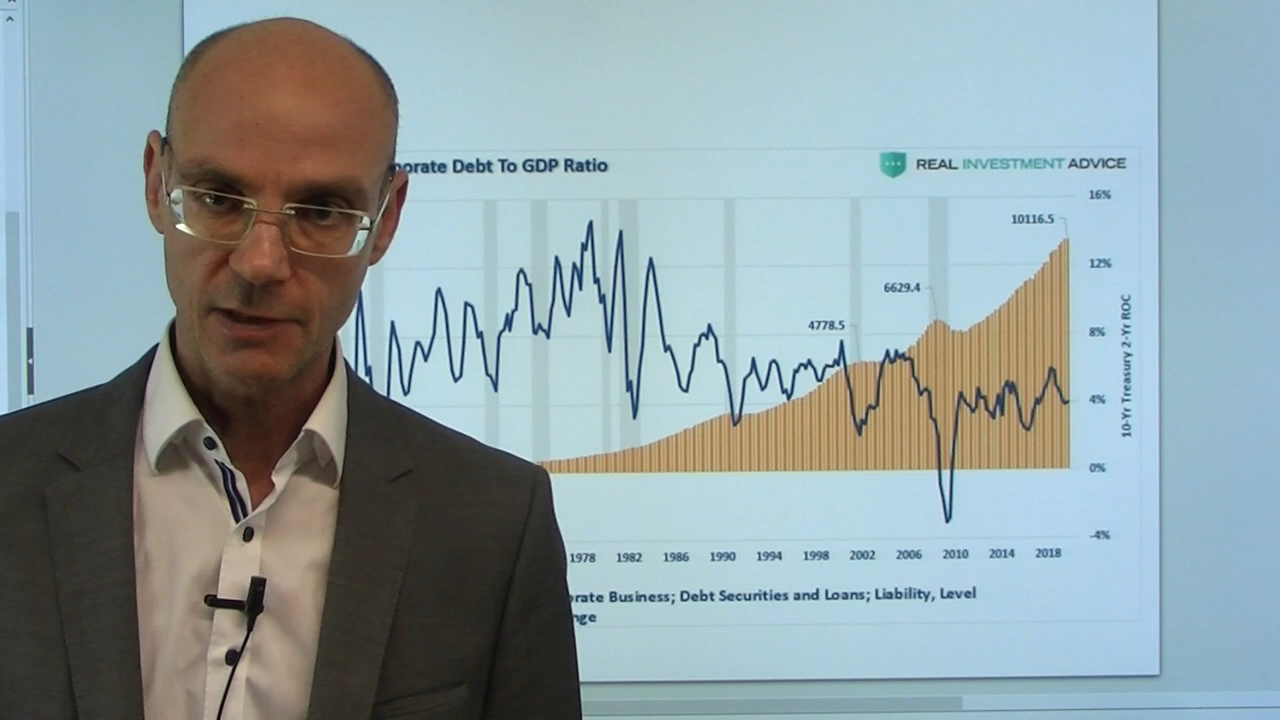 porate Debt To GDP Ratio
REAL INVESTMENT ADVICE
16%
10116.5
12%
6629.4
8%
4778.5
4%
0%
-4%
10-Yr Treasury 2-Yr ROC
1978 1982 1986 1990 1994 1998 2002 2006 2010 2014 2018
rate Business; Debt Securities and Loans; Liability, Level
nge